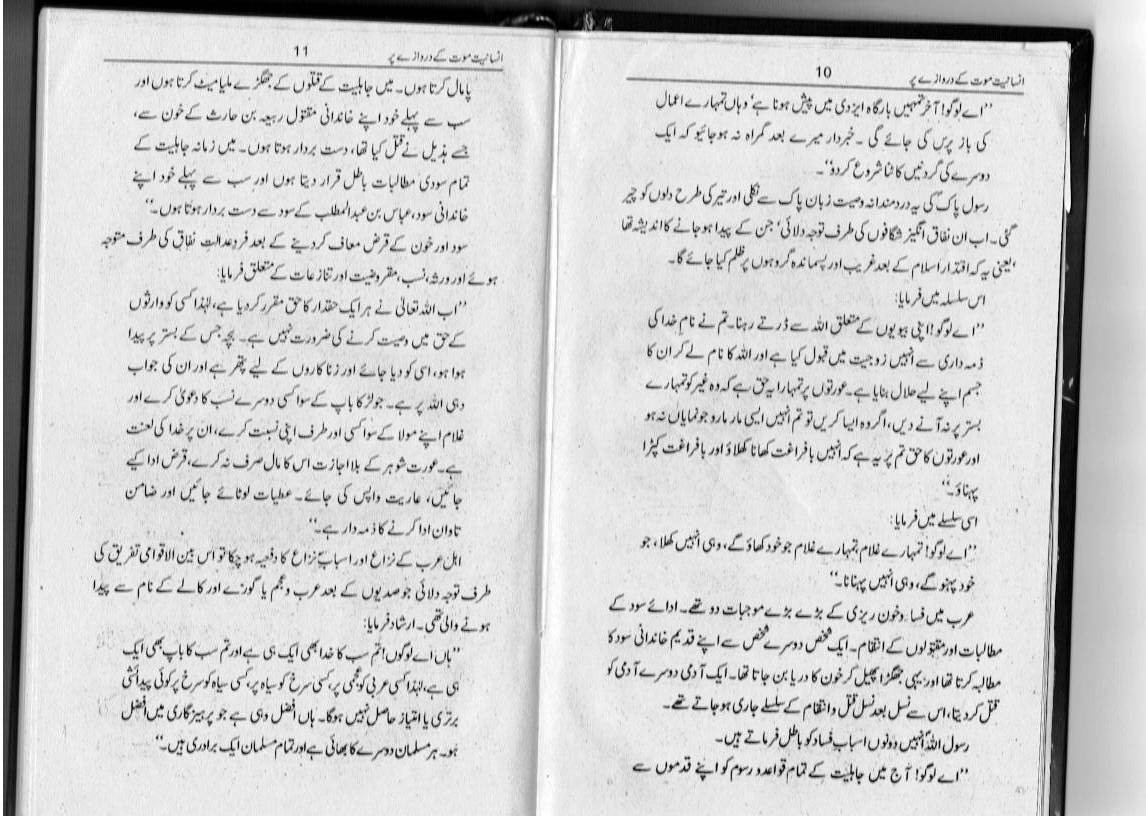 انسانیت موت کے دروازے پر
10
"اے لوگو! آخر تمہیں بارگاہ ایزدی میں پیش ہونا ہے' وہاں تمہارے اعمال
کی باز پرس کی جائے گی ۔ خبردار میرے بعد گمراہ نہ ہوجائیو کہ ایک
دوسرے کی گردنیں کاٹنا شروع کردو"۔
رسول پاکؐ کی یہ دردمندانہ وصیت زبان پاک سے نکلی اور تیر کی طرح دلوں کو چیر
گئی۔ اب ان نفاق انگیز شگافوں کی طرف توجہ دلائی' جن کے پیدا ہوجانے کا اندیشہ تھا
'یعنی یہ کہ اقتدار اسلام کے بعد غریب اور پسماندہ گروہوں پر ظلم کیا جائے گا۔
اس سلسلہ میں فرمایا:
"اے لوگو! اپنی بیویوں کے متعلق اللہ سے ڈرتے رہنا۔ تم نے نامِ خدا کی
ذمہ داری سے انہیں زوجیت میں قبول کیا ہے اور اللہ کا نام لے کر ان کا
جسم اپنے لیے حلال بنایا ہے۔ عورتوں پر تمہارا یہ حق ہے کہ وہ غیر کو تمہارے
بستر پر نہ آنے دیں، اگر وہ ایسا کریں تو تم انہیں ایسی مار مارو جو نمایاں نہ ہو
اور عورتوں کا حق تم پر یہ ہے کہ انہیں بافراغت کھانا کھلاؤ اور بافراغت کپڑا
پہناؤ۔"
اسی سلسلے میں فرمایا:
"اے لوگو! تمہارے غلام، تمہارے غلام جو خود کھاؤ گے، وہی انہیں کھلا، جو
خود پہنو گے، وہی انہیں پہنانا۔"
عرب میں فساد و خون ریزی کے بڑے بڑے موجبات دو تھے۔ ادائے سود کے
مطالبات اور مقتولوں کے انتقام۔ ایک شخص دوسرے شخص سے اپنے قدیم خاندانی سود کا
مطالبہ کرتا تھا اور یہی جھگڑا پھیل کر خون کا دریا بن جاتا تھا۔ ایک آدمی دوسرے آدمی کو
قتل کردیتا، اس سے نسل بعد نسل قتل و انتقام کے سلسلے جاری ہوجاتے تھے۔
رسول اللہؐ انہیں دونوں اسباب فساد کو باطل فرماتے ہیں۔
"اے لوگو! آج میں جاہلیت کے تمام قواعد و رسوم کو اپنے قدموں سے
انسانیت موت کے دروازے پر
11
پامال کرتا ہوں۔ میں جاہلیت کے قتلوں کے جھگڑے ملیامیٹ کرتا ہوں اور
سب سے پہلے خود اپنے خاندانی مقتول ربیعہ بن حارث کے خون سے،
جسے ہذیل نے قتل کیا تھا، دست بردار ہوتا ہوں۔ میں زمانہ جاہلیت کے
تمام سودی مطالبات باطل قرار دیتا ہوں اور سب سے پہلے خود اپنے
خاندانی سود، عباس بن عبدالمطلب کے سود سے دست بردار ہوتا ہوں۔"
سود اور خون کے قرض معاف کردینے کے بعد فرد عدالتِ نفاق کی طرف متوجہ
ہوئے اور ورثہ، نسب، مقروضیت اور تنازعات کے متعلق فرمایا:
"اب اللہ تعالیٰ نے ہر ایک حقدار کا حق مقرر کردیا ہے، لہٰذا کسی کو وارثوں
کے حق میں وصیت کرنے کی ضرورت نہیں ہے۔ بچہ جس کے بستر پر پیدا
ہوا ہو، اسی کو دیا جائے اور زناکاروں کے لیے پتھر ہے اور ان کی جواب
دہی اللہ پر ہے۔ جو لڑکا باپ کے سوا کسی دوسرے نسب کا دعویٰ کرے اور
غلام اپنے مولا کے سوا کسی اور طرف اپنی نسبت کرے، ان پر خدا کی لعنت
ہے۔ عورت شوہر کے بلا اجازت اس کا مال صرف نہ کرے، قرض ادا کیے
جائیں، عاریت واپس کی جائے۔ عطیات لوٹائے جائیں اور ضامن
تاوان ادا کرنے کا ذمہ دار ہے۔"
اہل عرب کے نزاع اور اسباب نزاع کا دفعیہ ہوچکا تو اس بین الاقوامی تفریق کی
طرف توجہ دلائی جو صدیوں کے بعد عرب و عجم یا گورے اور کالے کے نام سے پیدا
ہونے والی تھی۔ ارشاد فرمایا:
"ہاں اے لوگوں! تم سب کا خدا بھی ایک ہی ہے اور تم سب کا باپ بھی ایک
ہی ہے، لہٰذا کسی عربی کو عجمی پر، کسی سرخ کو سیاہ پر، کسی سیاہ کو سرخ پر کوئی پیدائشی
برتری یا امتیاز حاصل نہیں ہوگا۔ ہاں افضل وہی ہے جو پرہیزگاری میں افضل
ہو۔ ہر مسلمان دوسرے کا بھائی ہے اور تمام مسلمان ایک برادری ہیں۔"